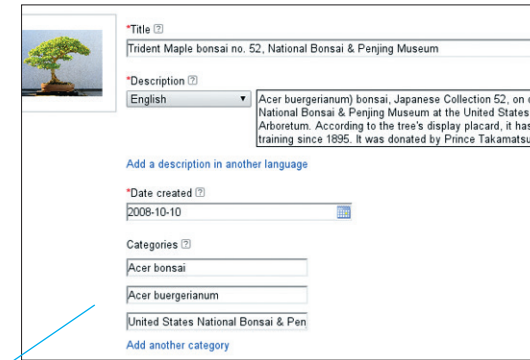 *Title ?
Trident Maple bonsai no. 52, National Bonsai & Penjing Museum
*Description ?
English
Acer buergerianum) bonsai, Japanese Collection 52, on
National Bonsai & Penjing Museum at the United States
Arboretum. According to the tree's display placard, it has
training since 1895. It was donated by Prince Takamatsu
Add a description in another language
*Date created ?
2008-10-10
Categories ?
Acer bonsai
Acer buergerianum
United States National Bonsai & Pen
Add another category